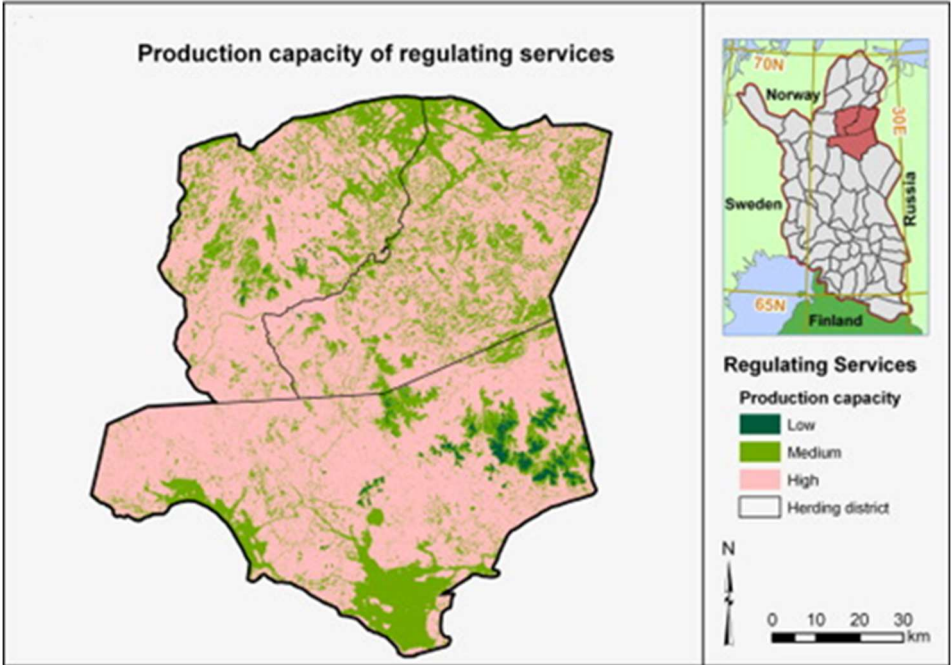 Production capacity of regulating services
70N
Norway
30E
Sweden
Russia
65N
Finland
Regulating Services
Production capacity
Low
Medium
High
Herding district
N
0 10 20 30
km